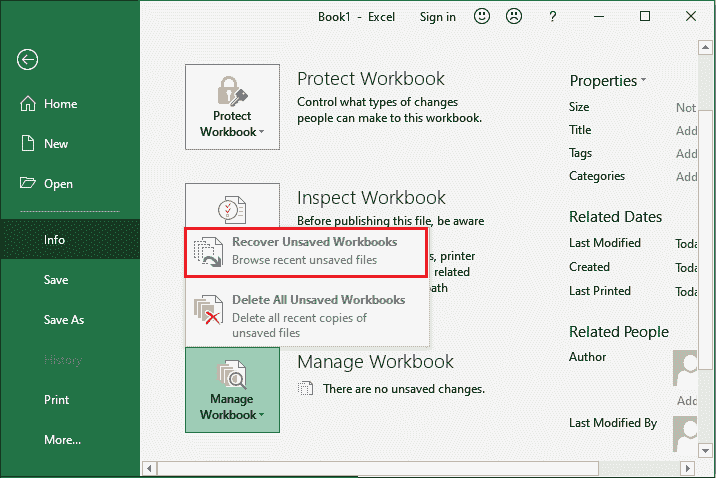 Book1 - Excel
Sign in
?
Home
New
Open
Info
Save
Save As
History
Print
More...
Protect Workbook
Protect Workbook
Control what types of changes
people can make to this workbook.
Inspect Workbook
Before publishing this file, be aware
Recover Unsaved Workbooks
Browse recent unsaved files
, printer
related
path
Delete All Unsaved Workbooks
Delete all recent copies of
unsaved files
Manage
Workbook
Manage Workbook
There are no unsaved changes.
Properties
Size
Not
Title
Add
Tags
Add
Categories
Add
Related Dates
Last Modified
Toda
Created
Toda
Last Printed
Related People
Author
Add
Last Modified By